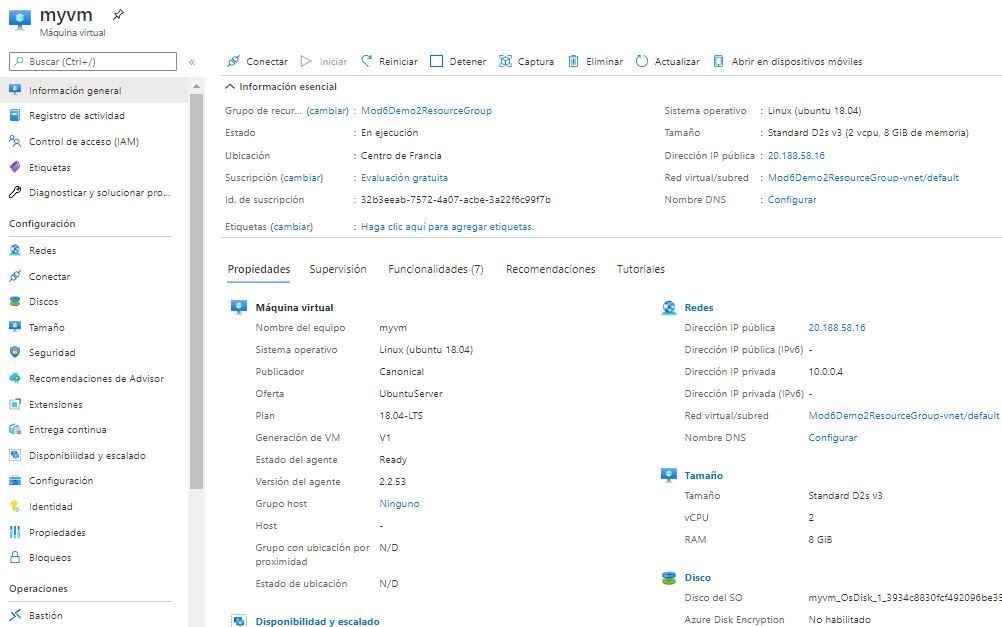 myvm
Máquina virtual
Buscar (Ctrl+/)
«
Información general
Registro de actividad
Control de acceso (IAM)
Etiquetas
Diagnosticar y solucionar pro...
Configuración
Redes
Conectar
Discos
Tamaño
Seguridad
Recomendaciones de Advisor
Extensiones
Entrega continua
Disponibilidad y escalado
Configuración
Identidad
Propiedades
Bloqueos
Operaciones
Bastión
Conectar Iniciar Reiniciar Detener Captura Eliminar Actualizar Abrir en dispositivos móviles
Información esencial
Grupo de recur... (cambiar) : Mod6Demo2ResourceGroup
Estado : En ejecución
Ubicación : Centro de Francia
Suscripción (cambiar) : Evaluación gratuita
Id. de suscripción : 32b3eeab-7572-4a07-acbe-3a22f6c99f7b
Etiquetas (cambiar) : Haga clic aquí para agregar etiquetas.
Sistema operativo : Linux (ubuntu 18.04)
Tamaño : Standard D2s v3 (2 vcpu, 8 GiB de memoria)
Dirección IP pública : 20.188.58.16
Red virtual/subred : Mod6Demo2ResourceGroup-vnet/default
Nombre DNS : Configurar
Propiedades Supervisión Funcionalidades (7) Recomendaciones Tutoriales
Máquina virtual
Nombre del equipo myvm
Sistema operativo Linux (ubuntu 18.04)
Publicador Canonical
Oferta UbuntuServer
Plan 18.04-LTS
Generación de VM V1
Estado del agente Ready
Versión del agente 2.2.53
Grupo host Ninguno
Host -
Grupo con ubicación por N/D
proximidad
Estado de ubicación N/D
Disponibilidad y escalado
Redes
Dirección IP pública 20.188.58.16
Dirección IP pública (IPv6) -
Dirección IP privada 10.0.0.4
Dirección IP privada (IPv6) -
Red virtual/subred Mod6Demo2ResourceGroup-vnet/default
Nombre DNS Configurar
Tamaño
Tamaño Standard D2s v3
vCPU 2
RAM 8 GiB
Disco
Disco del SO myvm_OsDisk_1_3934c8830fcf492096be35
Azure Disk Encryption No habilitado